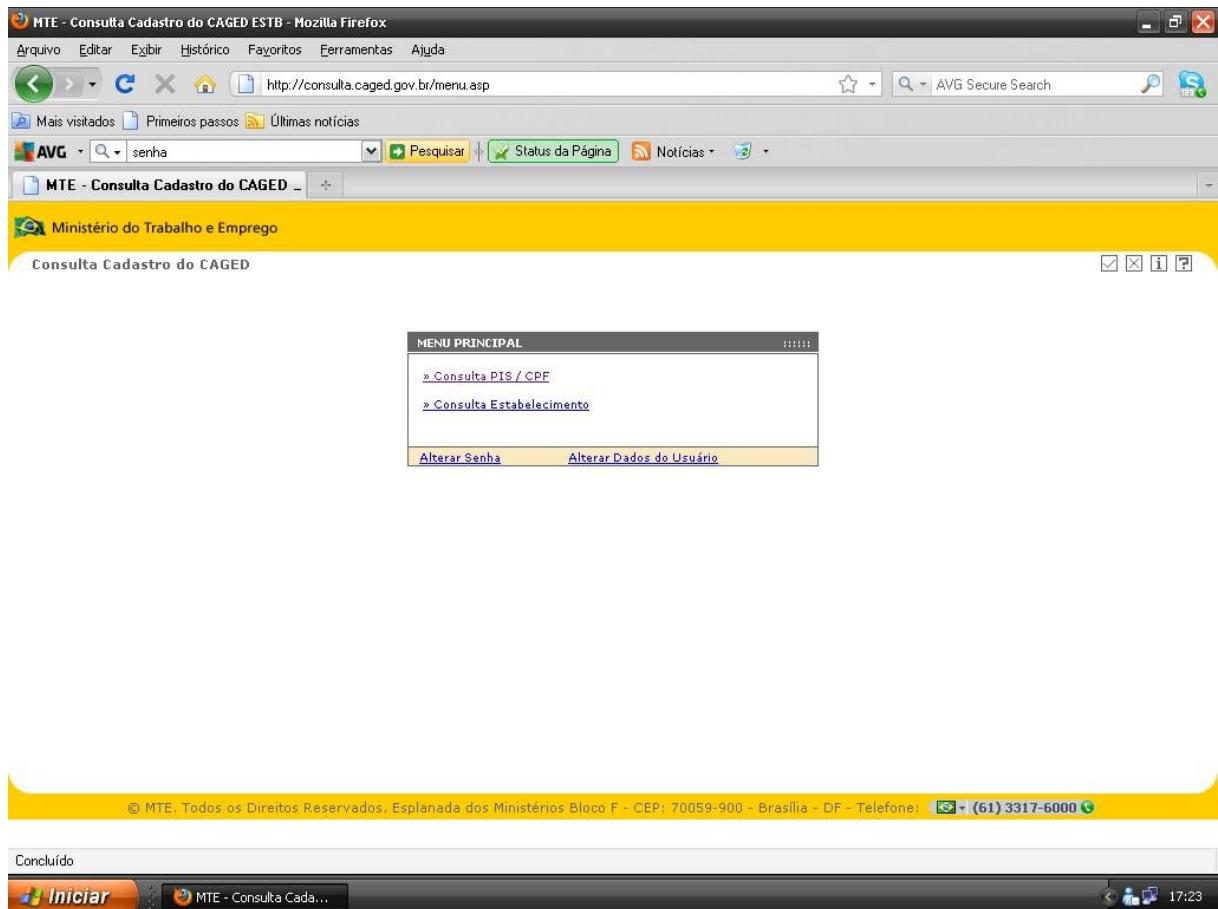 MTE - Consulta Cadastro do CAGED ESTB - Mozilla Firefox
Arquivo Editar Exibir Histórico Favoritos Ferramentas Ajuda
http://consulta.caged.gov.br/menu.asp AVG Secure Search
Mais visitados Primeiros passos Últimas notícias
AVG senha Pesquisar Status da Página Notícias
MTE - Consulta Cadastro do CAGED _
Ministério do Trabalho e Emprego
Consulta Cadastro do CAGED
MENU PRINCIPAL
» Consulta PIS / CPF
» Consulta Estabelecimento
Alterar Senha Alterar Dados do Usuário
© MTE. Todos os Direitos Reservados. Esplanada dos Ministérios Bloco F - CEP: 70059-900 - Brasília - DF - Telefone: (61) 3317-6000
Concluído
Iniciar MTE - Consulta Cada... 17:23